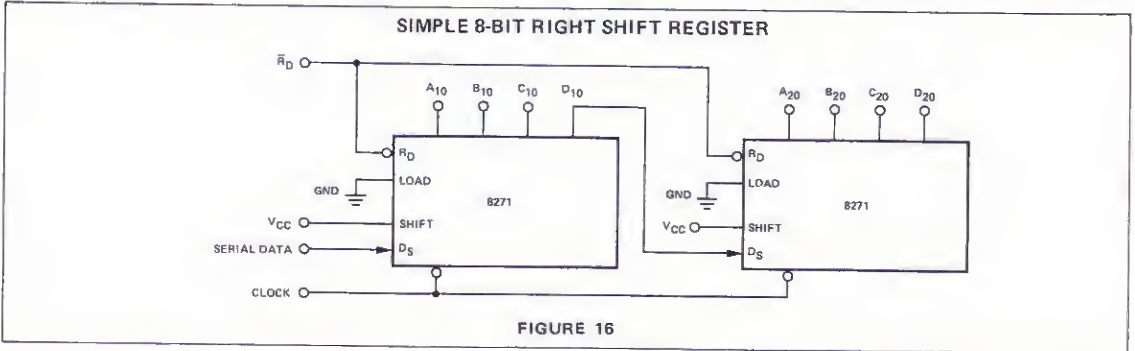 SIMPLE 8-BIT RIGHT SHIFT REGISTER
R̅D
A10 B10 C10 D10
A20 B20 C20 D20
RD
LOAD
GND
8271
VCC
SHIFT
SERIAL DATA
DS
CLOCK
RD
LOAD
GND
8271
VCC
SHIFT
DS
FIGURE 16